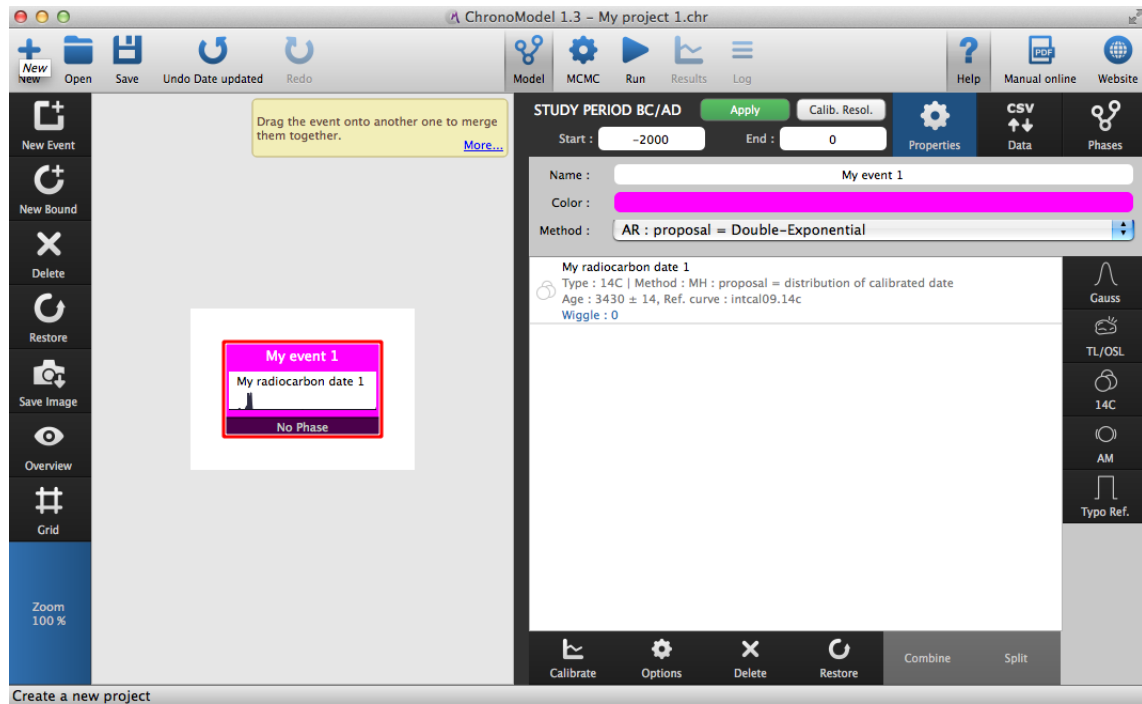 ChronoModel 1.3 – My project 1.chr
New
New
Open
Save
Undo Date updated
Redo
Model
MCMC
Run
Results
Log
Help
PDF
Manual online
Website
New Event
New Bound
Delete
Restore
Save Image
Overview
Grid
Zoom
100 %
Drag the event onto another one to merge
them together.
More...
My event 1
My radiocarbon date 1
No Phase
STUDY PERIOD BC/AD
Apply
Calib. Resol.
Start :
-2000
End :
0
Properties
CSV
Data
Phases
Name :
My event 1
Color :
Method :
AR : proposal = Double-Exponential
My radiocarbon date 1
Type : 14C | Method : MH : proposal = distribution of calibrated date
Age : 3430 ± 14, Ref. curve : intcal09.14c
Wiggle : 0
Gauss
TL/OSL
14C
AM
Typo Ref.
Calibrate
Options
Delete
Restore
Combine
Split
Create a new project